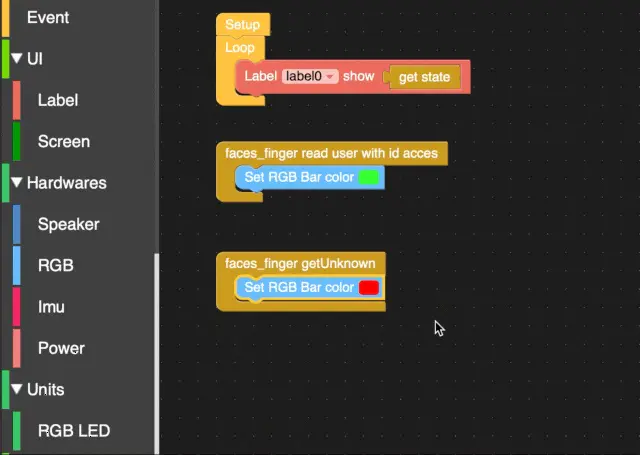 Event
UI
Label
Screen
Hardwares
Speaker
RGB
Imu
Power
Units
RGB LED
Setup
Loop
Label label0 show get state
faces_finger read user with id acces
Set RGB Bar color
faces_finger getUnknown
Set RGB Bar color